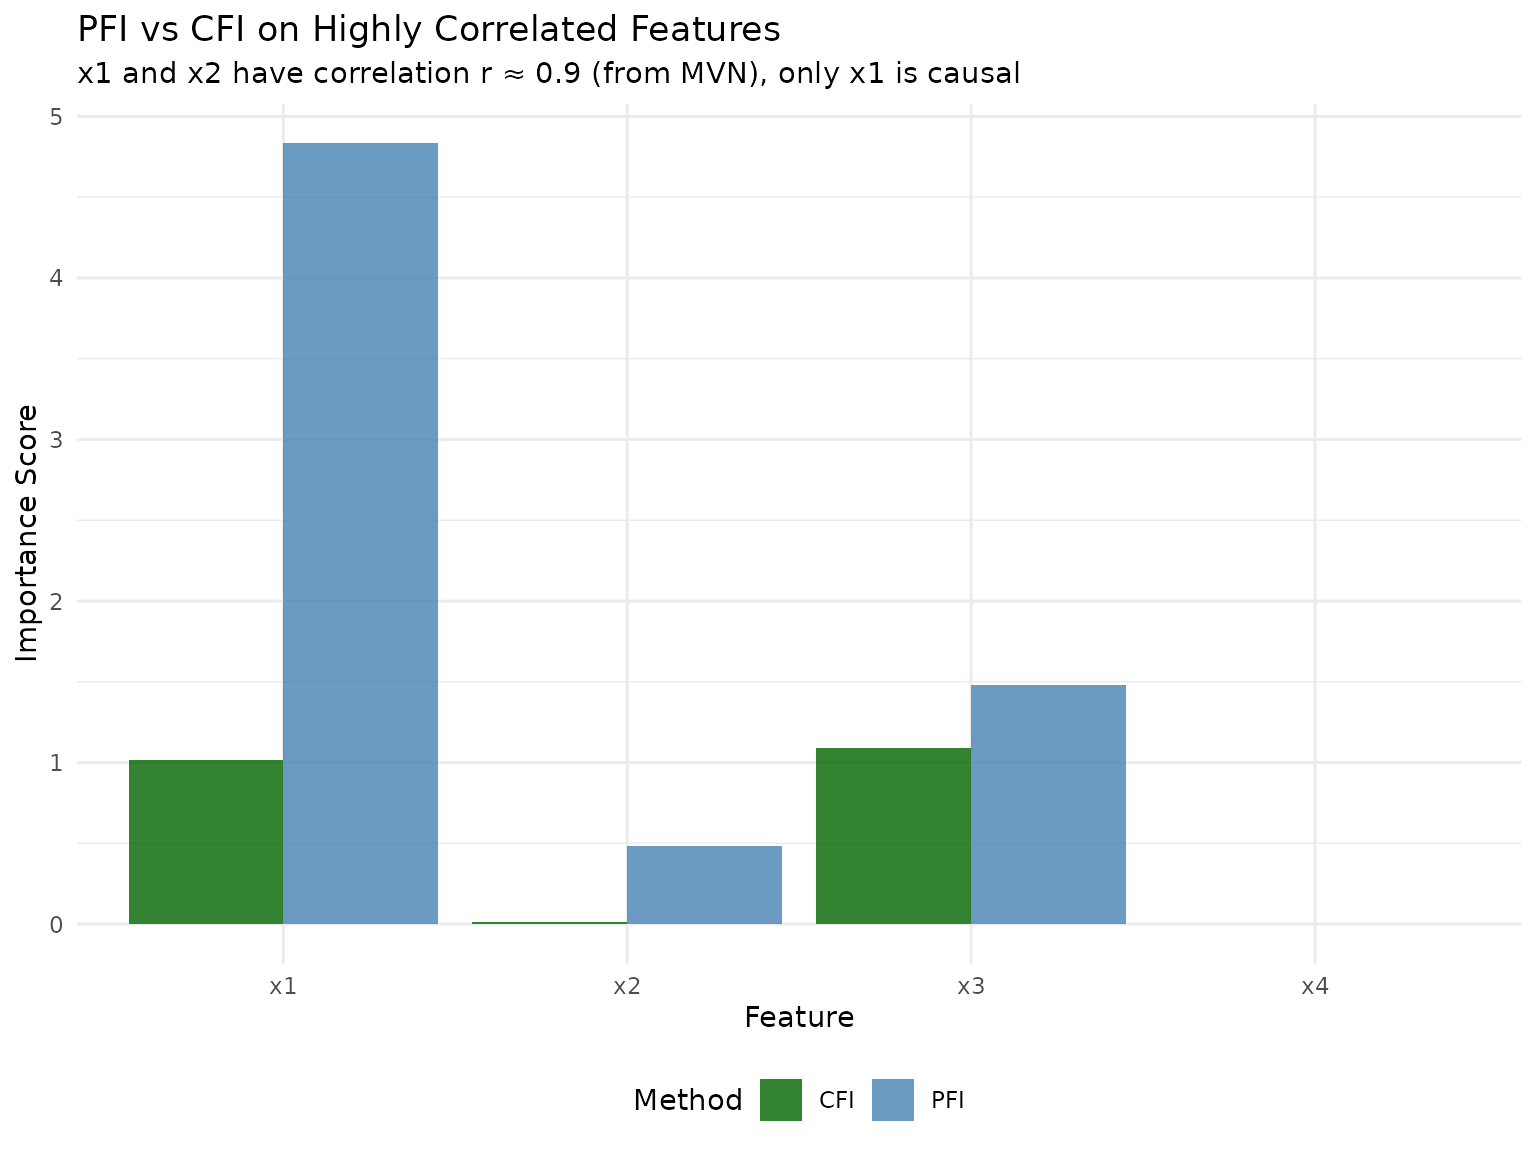 PFI vs CFI on Highly Correlated Features
x1 and x2 have correlation r ≈ 0.9 (from MVN), only x1 is causal
5
4
3
2
1
0
Importance Score
x1 x2 x3 x4
Feature
Method CFI PFI